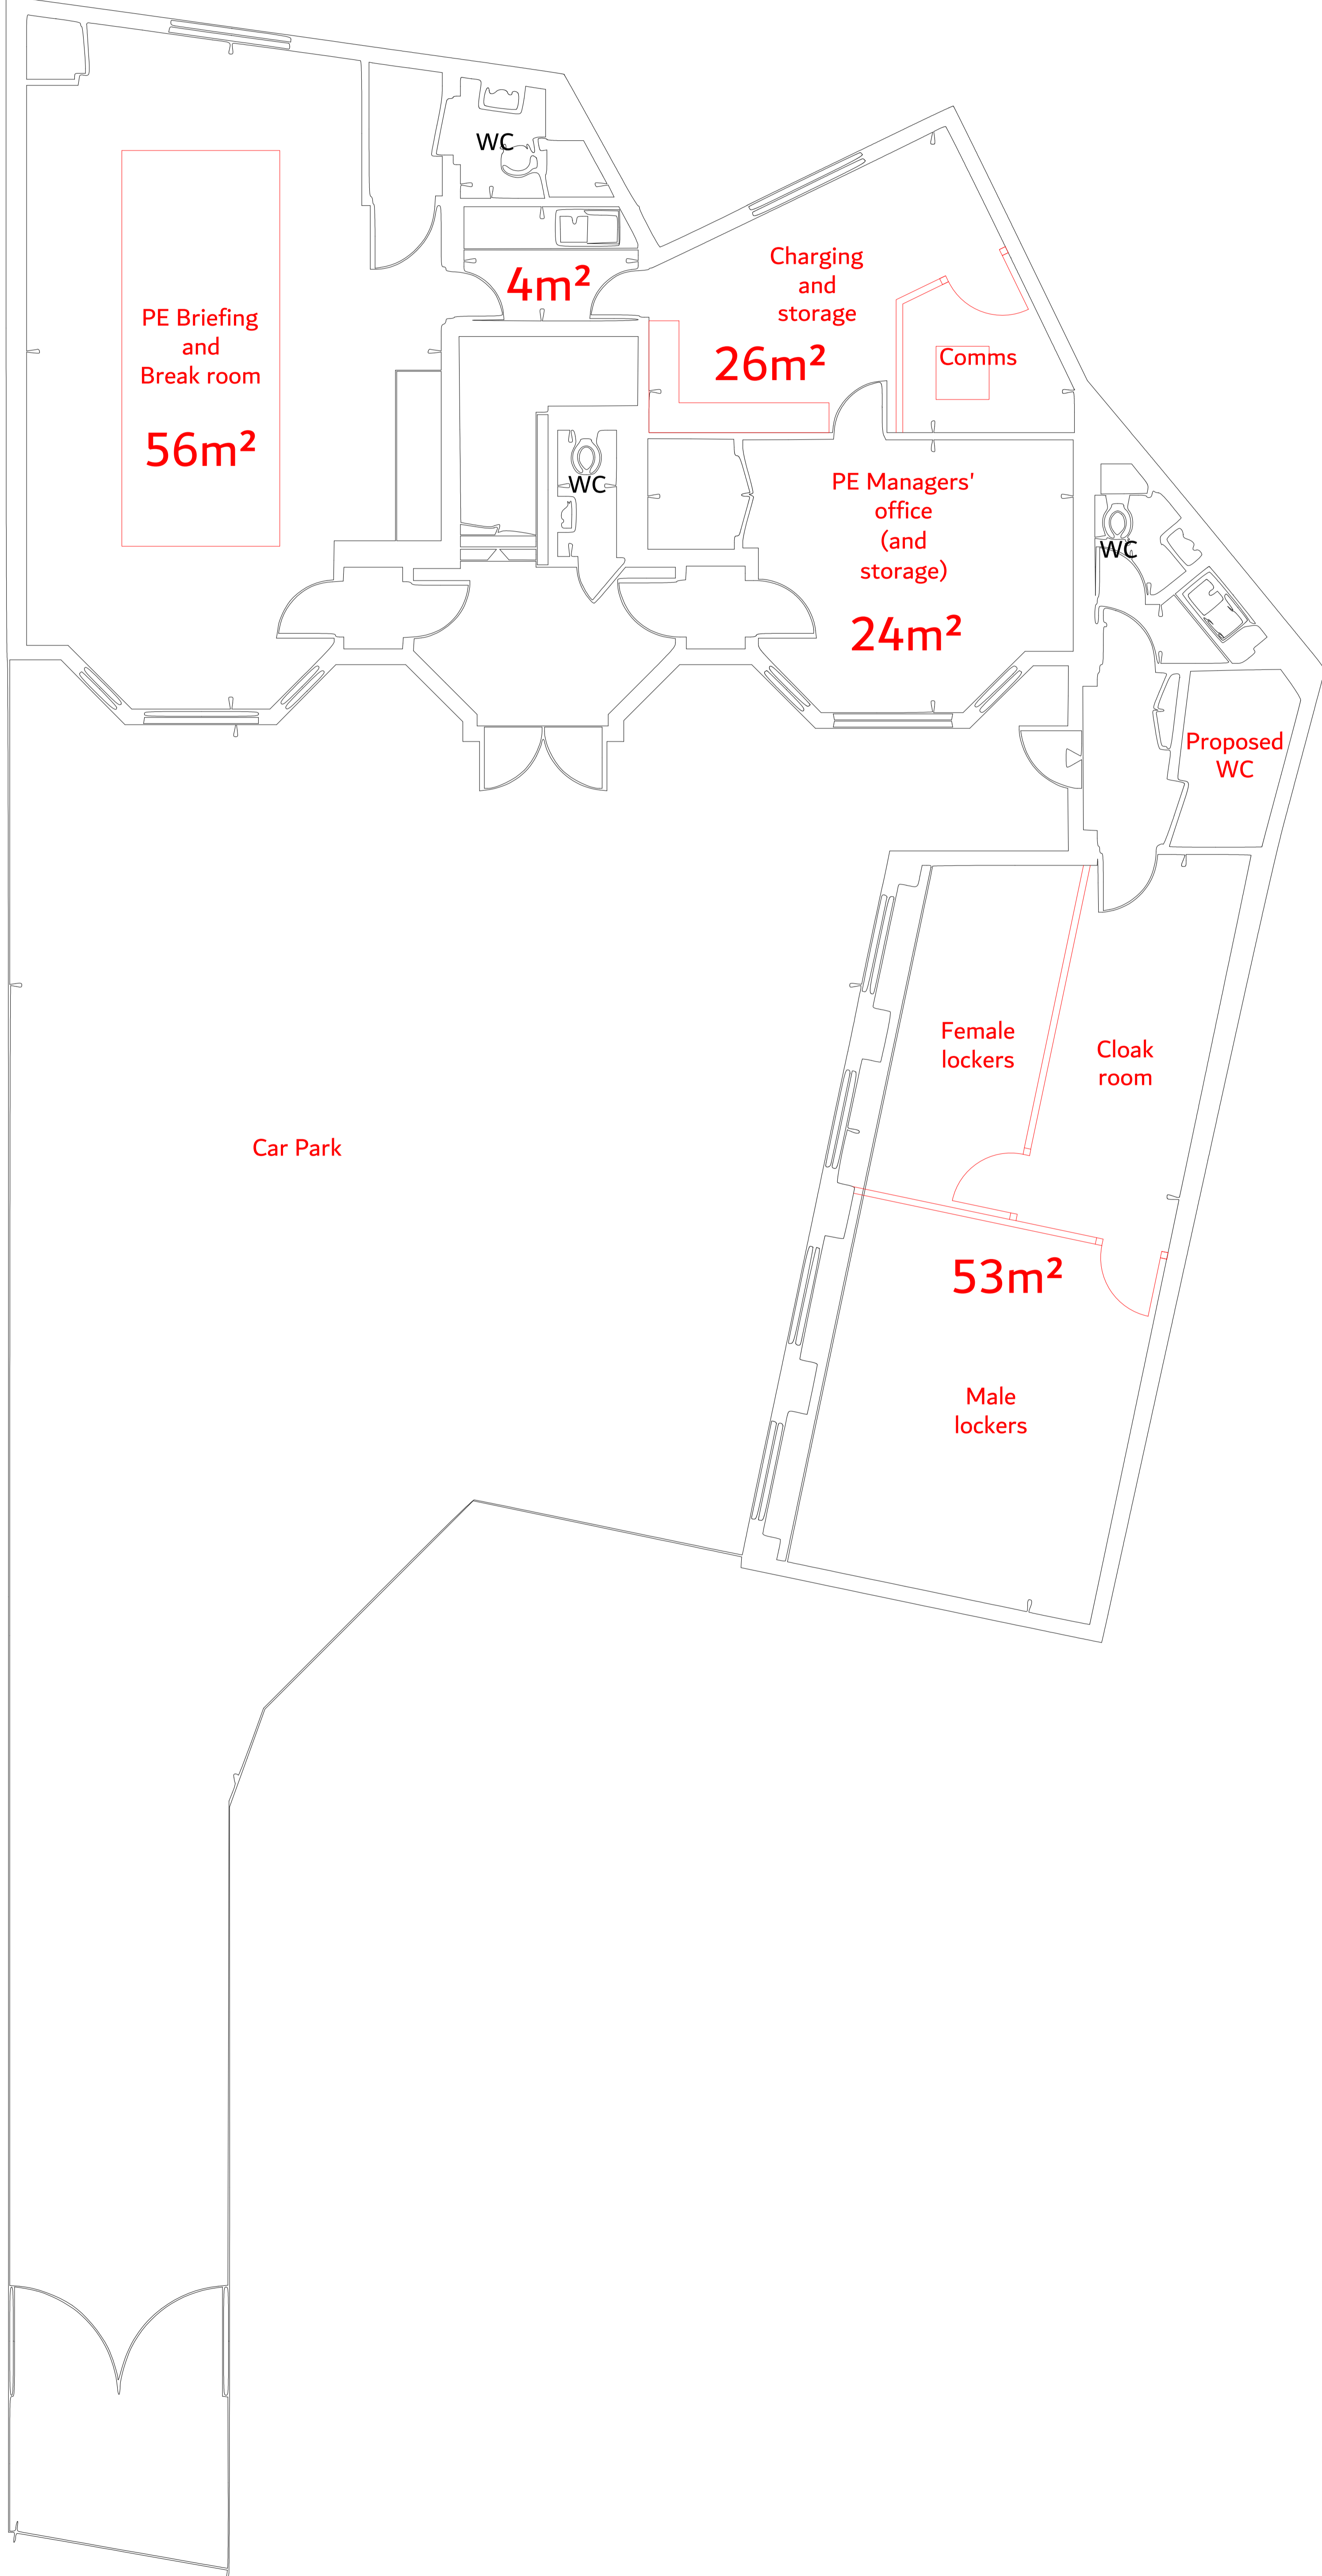 WC
4m²
Charging
and
storage
26m²
Comms
PE Briefing
and
Break room
56m²
WC
PE Managers'
office
(and
storage)
24m²
WC
Proposed
WC
Female
lockers
Cloak
room
Car Park
53m²
Male
lockers